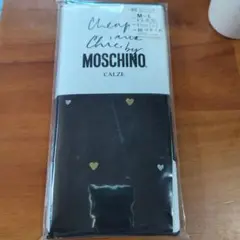 Cheap
and
Chic by
MOSCHINO
CALZE
M-L